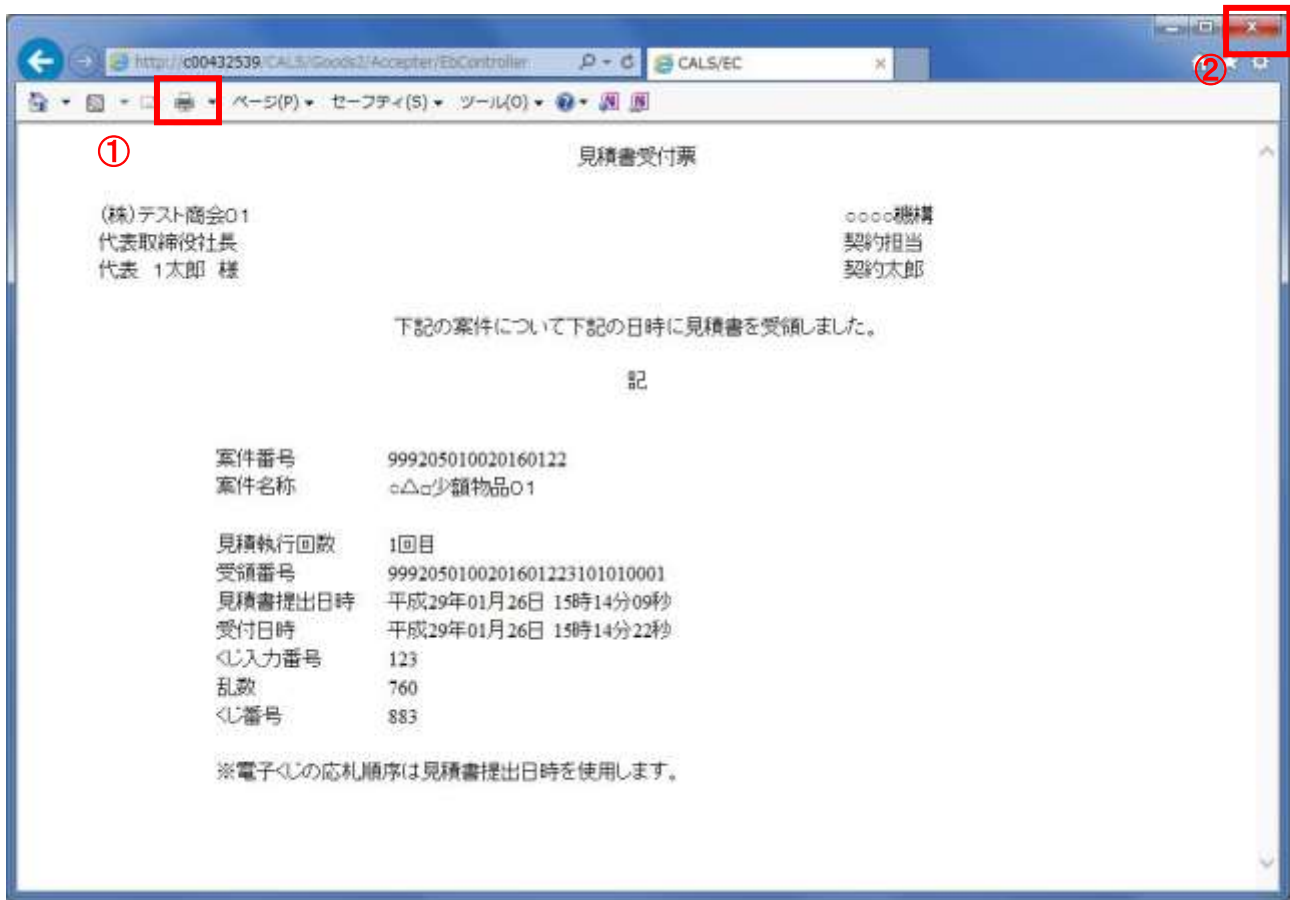 http://c00432539/CALS/Goods2/Accepter/EbController
CALS/EC
②
ページ(P) セーフティ(S) ツール(O)
①
見積書受付票
(株)テスト商会01
代表取締役社長
代表 1太郎 様
○○○○機構
契約担当
契約太郎
下記の案件について下記の日時に見積書を受領しました。
記
案件番号 999205010020160122
案件名称 ○△□少額物品01
見積執行回数 1回目
受領番号 9992050100201601223101010001
見積書提出日時 平成29年01月26日 15時14分09秒
受付日時 平成29年01月26日 15時14分22秒
くじ入力番号 123
乱数 760
くじ番号 883
※電子くじの応札順序は見積書提出日時を使用します。